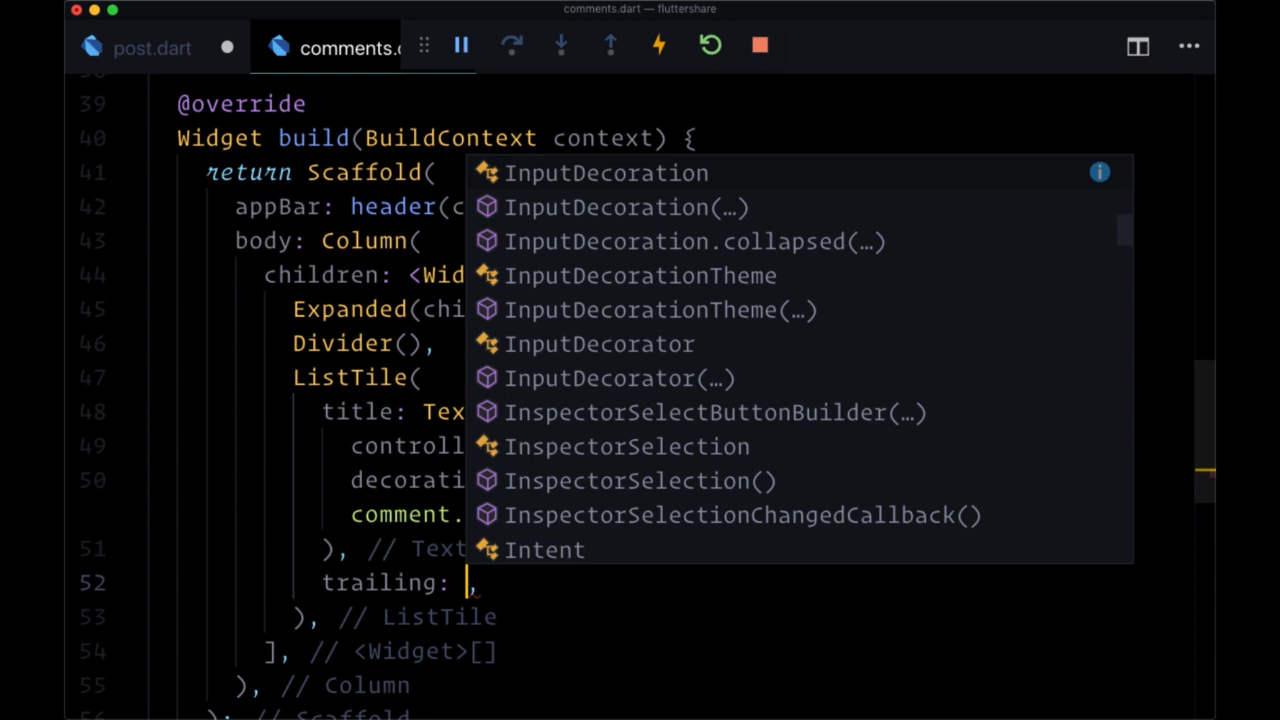 comments.dart — fluttershare
post.dart
comments.
39 @override
40 Widget build(BuildContext context) {
41 return Scaffold(
42 appBar: header(c
43 body: Column(
44 children: <Wid
45 Expanded(chi
46 Divider(),
47 ListTile(
48 title: Tex
49 controll
50 decorati
comment.
51 ), // Text
52 trailing: ,
53 ), // ListTile
54 ], // <Widget>[]
55 ), // Column
56 ); // Scaffold
InputDecoration
InputDecoration(…)
InputDecoration.collapsed(…)
InputDecorationTheme
InputDecorationTheme(…)
InputDecorator
InputDecorator(…)
InspectorSelectButtonBuilder(…)
InspectorSelection
InspectorSelection()
InspectorSelectionChangedCallback()
Intent